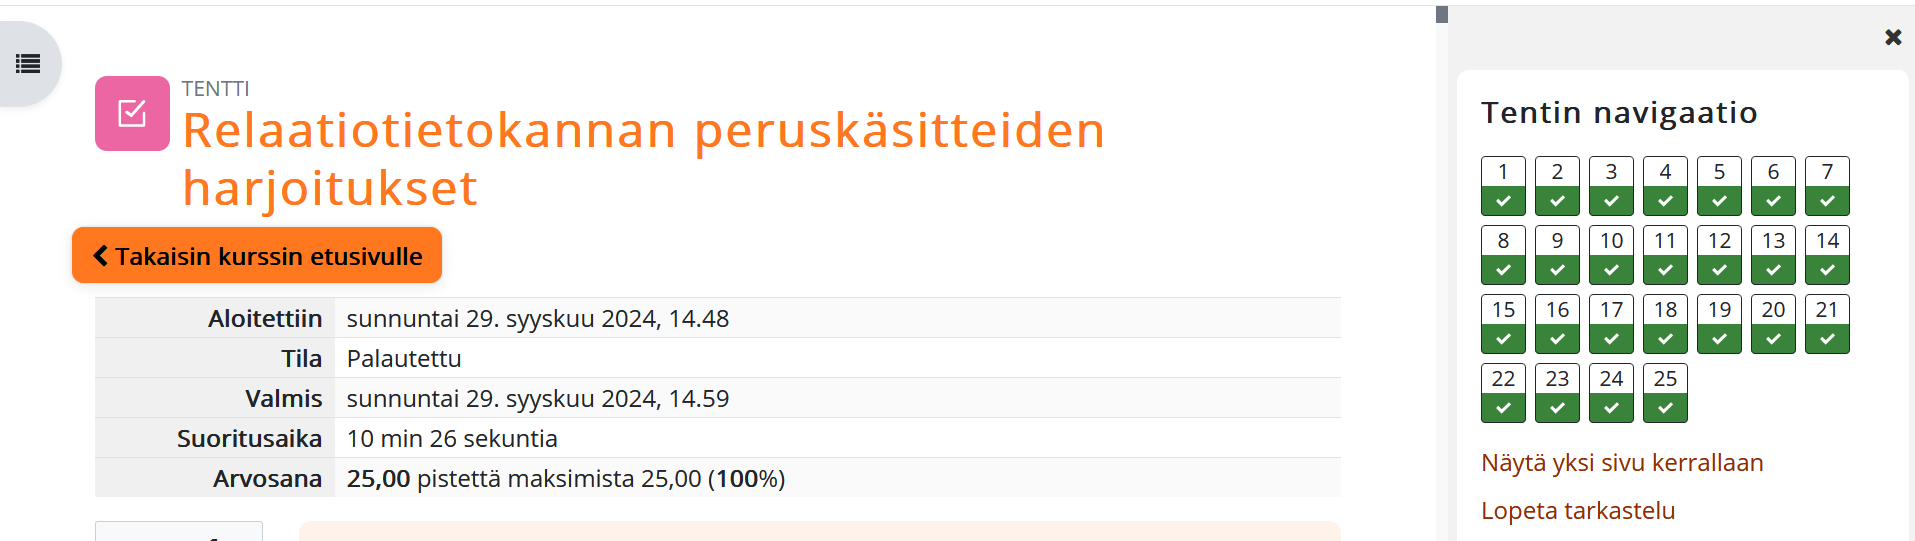 TENTTI
Relaatiotietokannan peruskäsitteiden
harjoitukset
Takaisin kurssin etusivulle
Aloitettiin sunnuntai 29. syyskuu 2024, 14.48
Tila Palautettu
Valmis sunnuntai 29. syyskuu 2024, 14.59
Suoritusaika 10 min 26 sekuntia
Arvosana 25,00 pistettä maksimista 25,00 (100%)
Tentin navigaatio
1 2 3 4 5 6 7
8 9 10 11 12 13 14
15 16 17 18 19 20 21
22 23 24 25
Näytä yksi sivu kerrallaan
Lopeta tarkastelu